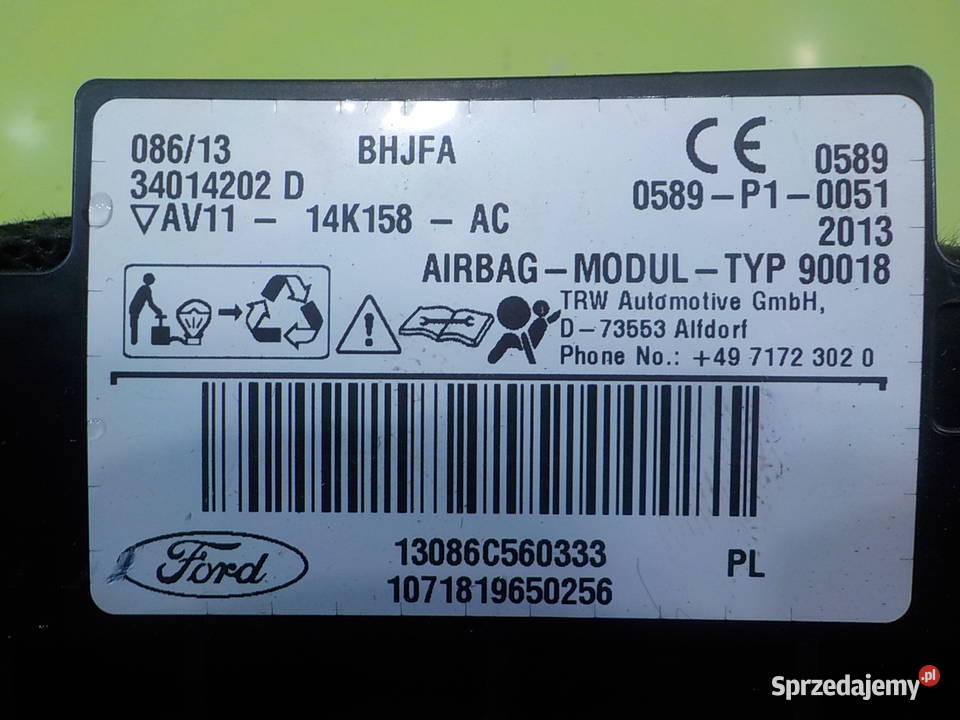 086/13 BHJFA CE 0589
34014202 D 0589-P1-0051
▽AV11 - 14K158 - AC 2013
AIRBAG-MODUL-TYP 90018
TRW Automotive GmbH,
D-73553 Alfdorf
Phone No.: +49 7172 302 0
Ford 13086C560333 PL
1071819650256
Sprzedajemy.pl